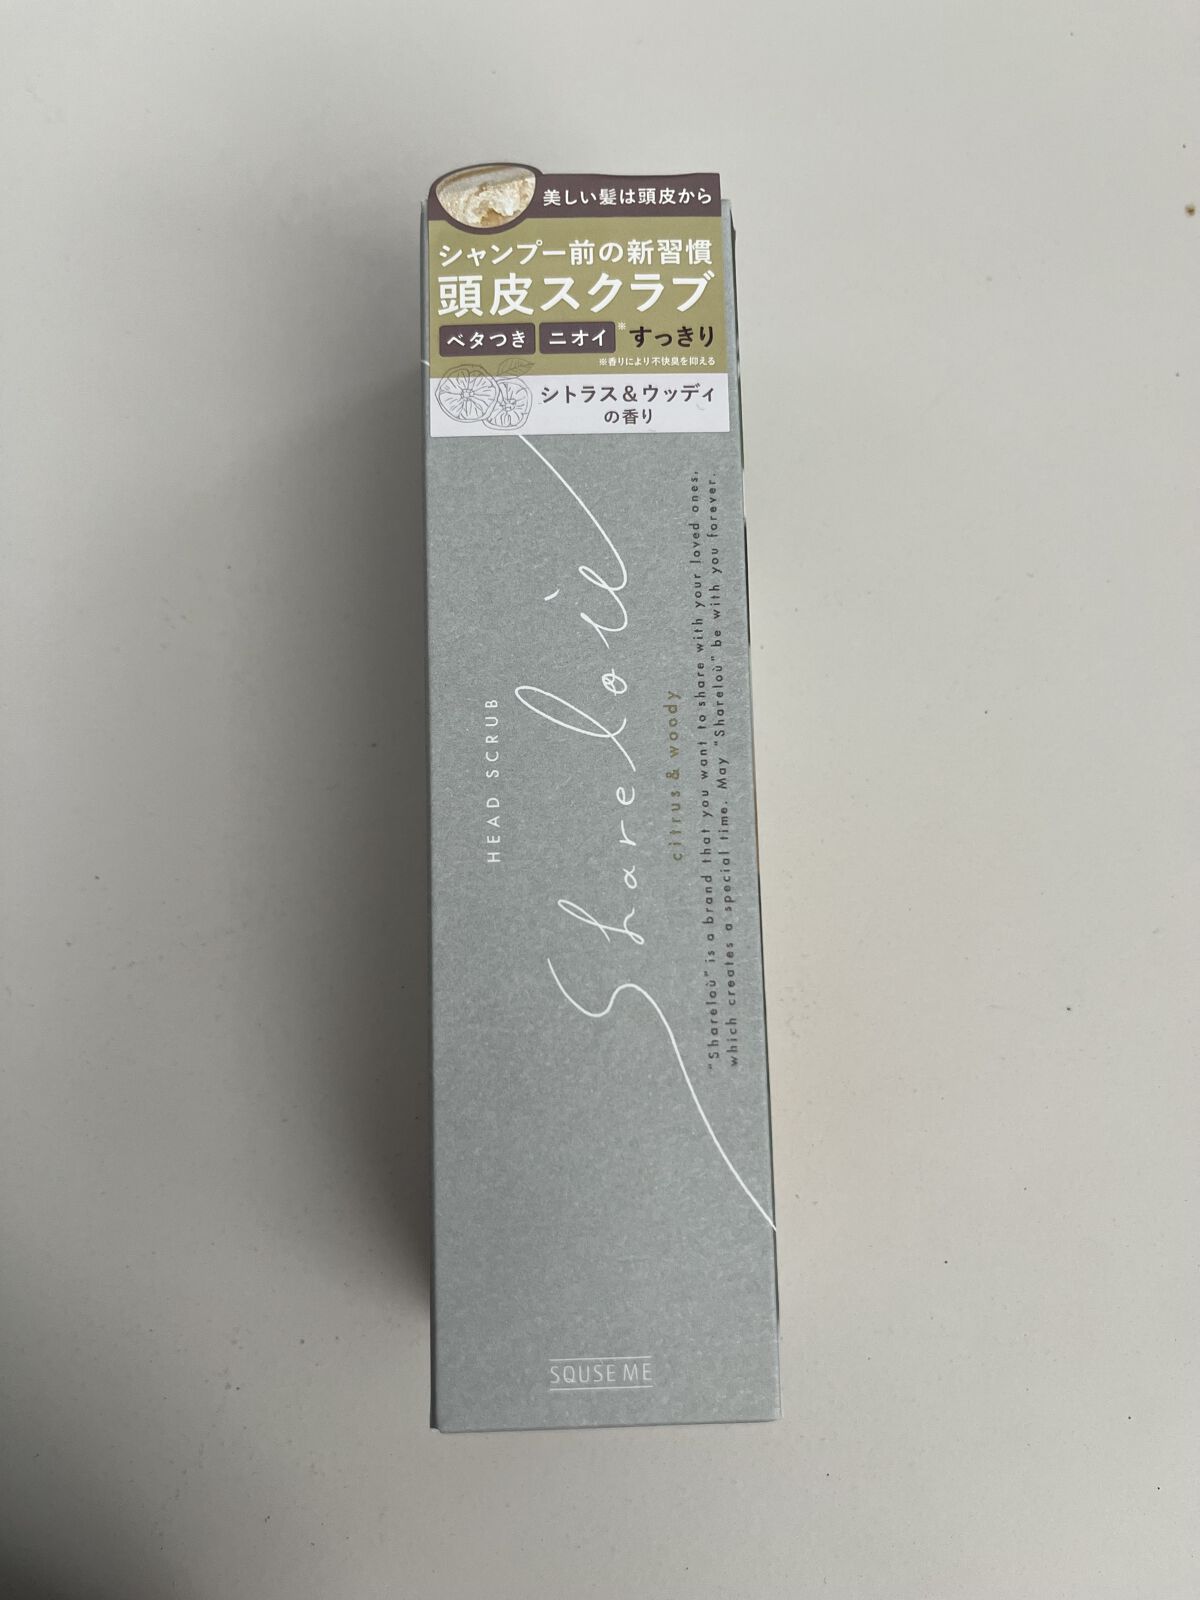 美しい髪は頭皮から
シャンプー前の新習慣
頭皮スクラブ
ベタつき ニオイ ※ すっきり
※香りにより不快臭を抑える
シトラス&ウッディ
の香り
HEAD SCRUB
Shareloù
citrus & woody
"Shareloù" is a brand that you want to share with your loved ones,
which creates a special time. May "Shareloù" be with you forever.
SQUSE ME